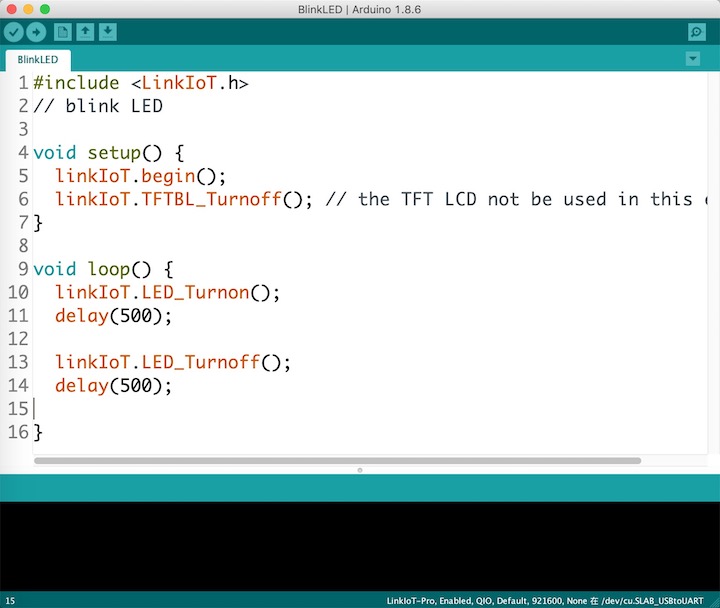 BlinkLED | Arduino 1.8.6
BlinkLED
1 #include <LinkIoT.h>
2 // blink LED
3
4 void setup() {
5 linkIoT.begin();
6 linkIoT.TFTBL_Turnoff(); // the TFT LCD not be used in this
7 }
8
9 void loop() {
10 linkIoT.LED_Turnon();
11 delay(500);
12
13 linkIoT.LED_Turnoff();
14 delay(500);
15
16 }
15 LinkIoT-Pro, Enabled, QIO, Default, 921600, None 在 /dev/cu.SLAB_USBtoUART